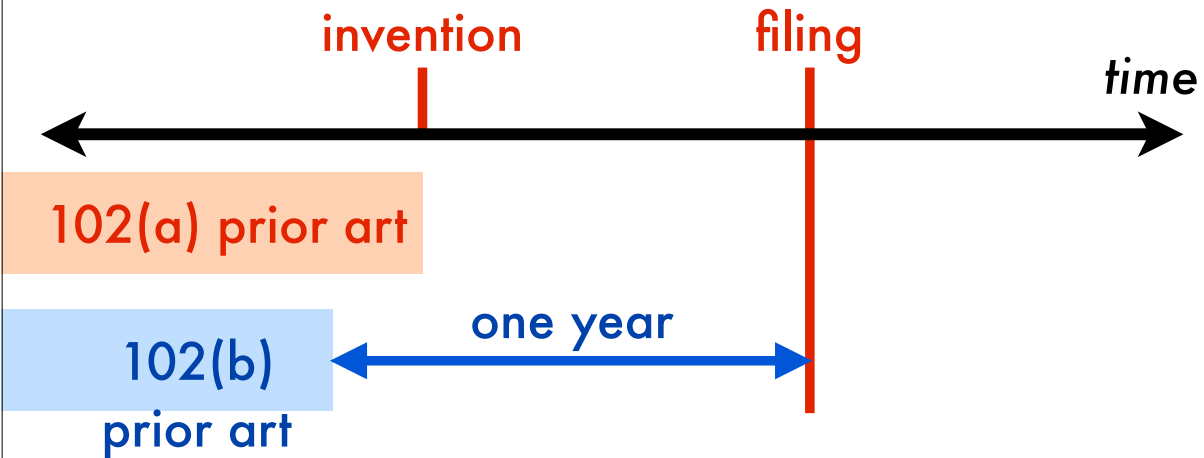 invention
filing
time
102(a) prior art
one year
102(b)
prior art